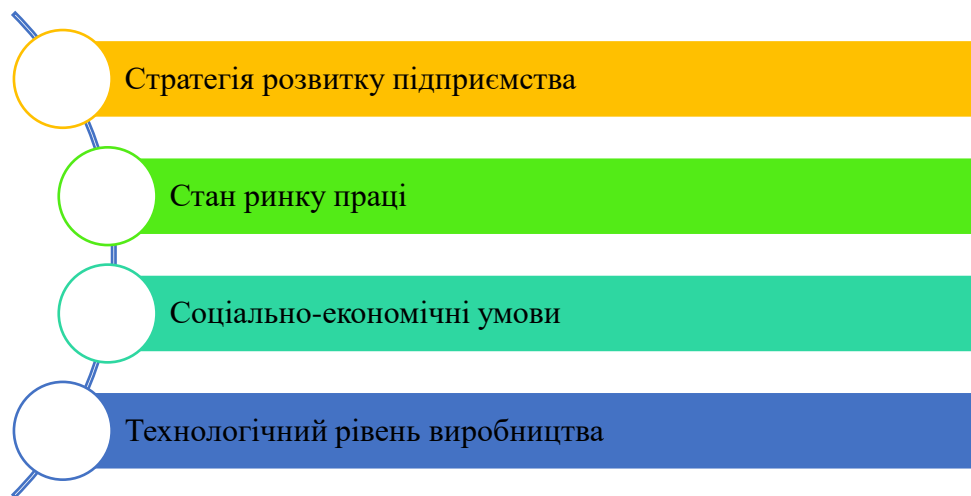 Стратегія розвитку підприємства
Стан ринку праці
Соціально-економічні умови
Технологічний рівень виробництва